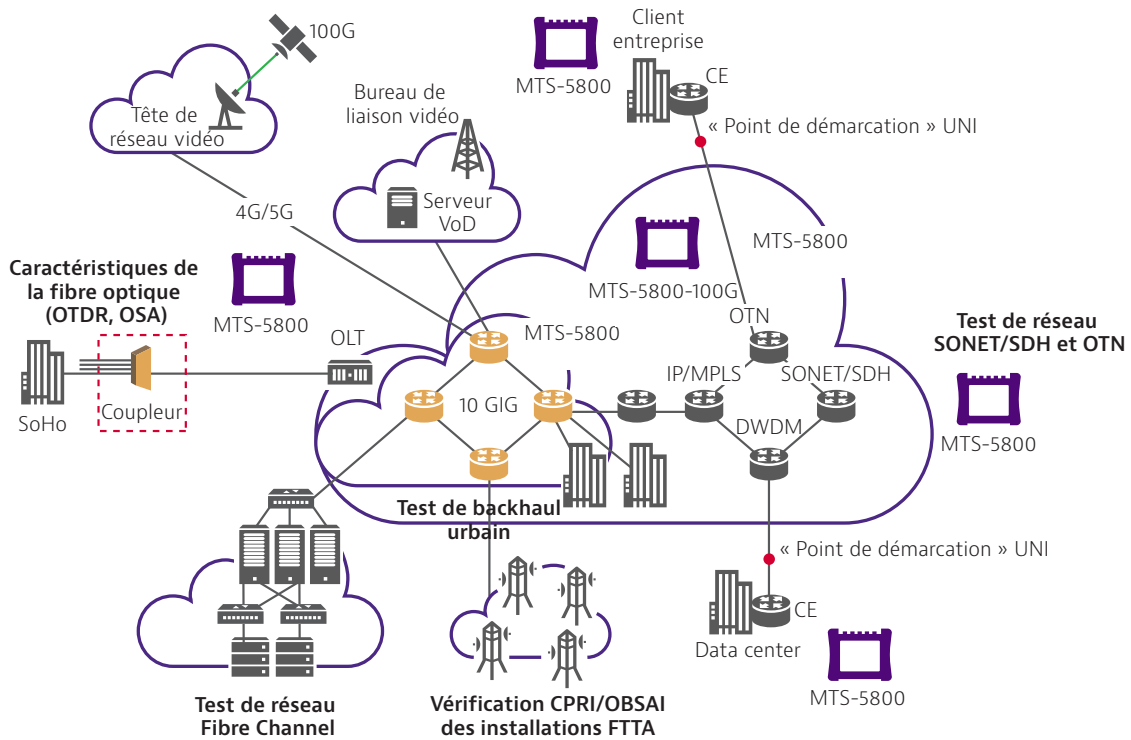 100G
Tête de
réseau vidéo
Bureau de
liaison vidéo
Serveur
VoD
4G/5G
Client
entreprise
MTS-5800
CE
« Point de démarcation » UNI
MTS-5800
MTS-5800-100G
Caractéristiques de
la fibre optique
(OTDR, OSA)
MTS-5800
OLT
MTS-5800
OTN
Test de réseau
SONET/SDH et OTN
IP/MPLS
SONET/SDH
10 GIG
DWDM
MTS-5800
SoHo
Coupleur
Test de backhaul
urbain
« Point de démarcation » UNI
CE
Data center
MTS-5800
Test de réseau
Fibre Channel
Vérification CPRI/OBSAI
des installations FTTA